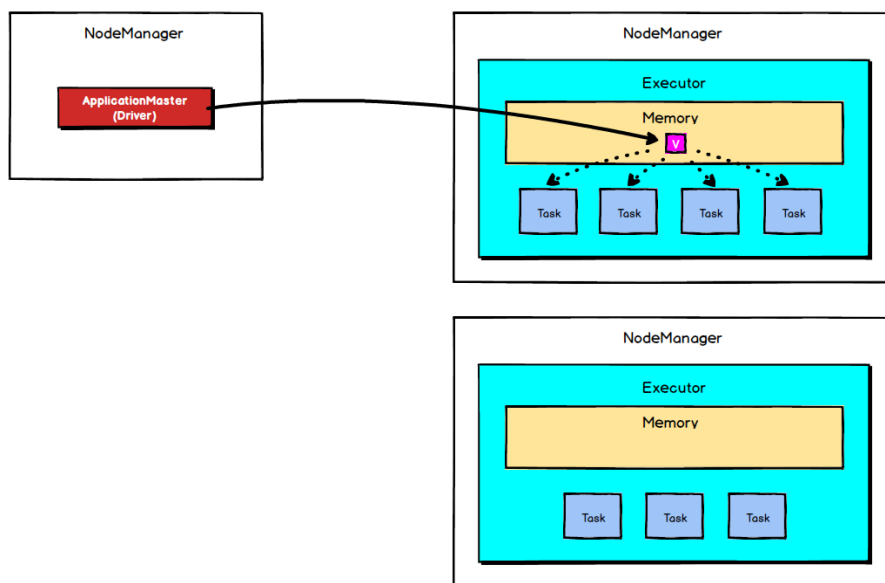 NodeManager
ApplicationMaster
(Driver)
NodeManager
Executor
Memory
V
Task
Task
Task
Task
NodeManager
Executor
Memory
Task
Task
Task